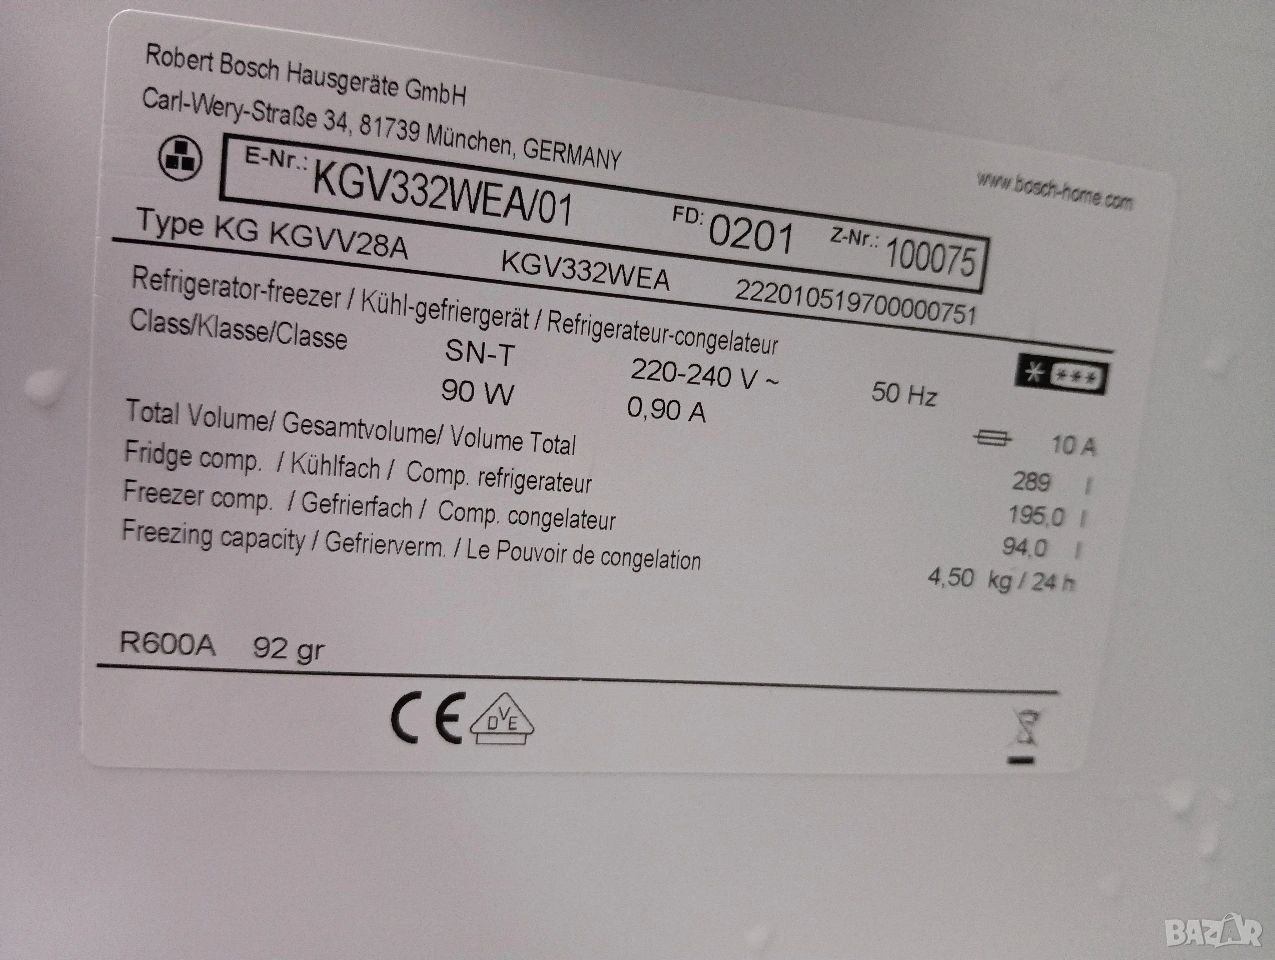 Robert Bosch Hausgeräte GmbH
Carl-Wery-Straße 34, 81739 München, GERMANY
www.bosch-home.com
E-Nr.: KGV332WEA/01 FD: 0201 Z-Nr.: 100075
Type KG KGVV28A KGV332WEA 222010519700000751
Refrigerator-freezer / Kühl-gefriergerät / Refrigerateur-congelateur
Class/Klasse/Classe SN-T 220-240 V ~ 50 Hz
90 W 0,90 A 10 A
Total Volume/ Gesamtvolume/ Volume Total 289 l
Fridge comp. / Kühlfach / Comp. refrigerateur 195,0 l
Freezer comp. / Gefrierfach / Comp. congelateur 94,0 l
Freezing capacity / Gefrierverm. / Le Pouvoir de congelation 4,50 kg / 24 h
R600A 92 gr
CE DVE
BAZAR